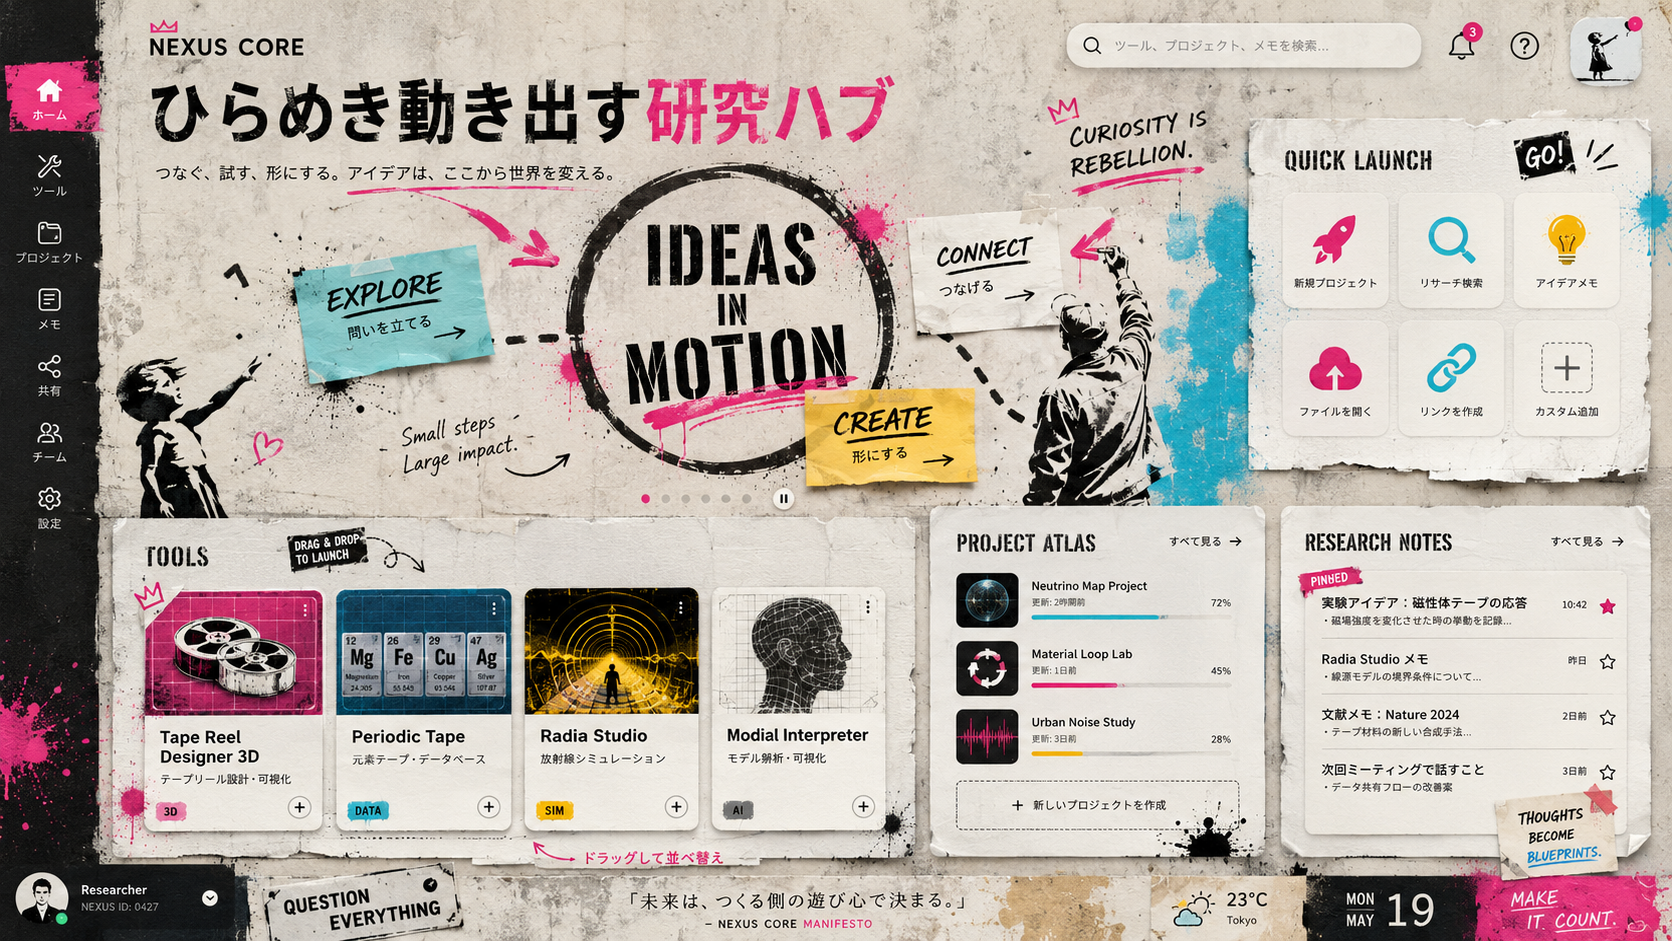 NEXUS CORE
ひらめき動き出す研究ハブ
つなぐ、試す、形にする。アイデアは、ここから世界を変える。
ツール、プロジェクト、メモを検索...
3
?
ホーム
ツール
プロジェクト
メモ
共有
チーム
設定
EXPLORE
問いを立てる
IDEAS
IN
MOTION
CONNECT
つなげる
CREATE
形にする
CURIOSITY IS
REBELLION.
Small steps
Large impact.
QUICK LAUNCH
GO!
新規プロジェクト
リサーチ検索
アイデアメモ
ファイルを開く
リンクを作成
カスタム追加
TOOLS
DRAG & DROP
TO LAUNCH
Tape Reel
Designer 3D
テープリール設計・可視化
3D
12
Mg
Magnesium
24.305
26
Fe
Iron
29
Cu
Copper
47
Ag
Silver
Periodic Tape
元素テープ・データベース
DATA
Radia Studio
放射線シミュレーション
SIM
Modial Interpreter
モデル解析・可視化
AI
ドラッグして並べ替え
PROJECT ATLAS
すべて見る
Neutrino Map Project
更新: 2時間前
72%
Material Loop Lab
更新: 1日前
45%
Urban Noise Study
更新: 3日前
28%
新しいプロジェクトを作成
RESEARCH NOTES
すべて見る
PINNED
実験アイデア：磁性体テープの応答
10:42
・磁場強度を変化させた時の挙動を記録...
Radia Studio メモ
昨日
・線源モデルの境界条件について...
文献メモ：Nature 2024
2日前
・テープ材料の新しい合成手法...
次回ミーティングで話すこと
3日前
・データ共有フローの改善案
THOUGHTS
BECOME
BLUEPRINTS.
Researcher
NEXUS ID: 0427
QUESTION
EVERYTHING
「未来は、つくる側の遊び心で決まる。」
– NEXUS CORE MANIFESTO
23°C
Tokyo
MON
MAY
19
MAKE
IT COUNT.